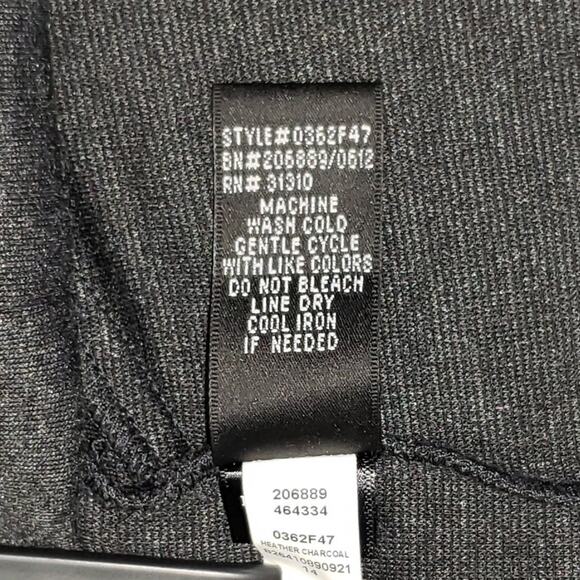 STYLE# 0362F47
BN# 206889/0612
RN# 31310
MACHINE
WASH COLD
GENTLE CYCLE
WITH LIKE COLORS
DO NOT BLEACH
LINE DRY
COOL IRON
IF NEEDED
206889
464334
0362F47
HEATHER CHARCOAL
14